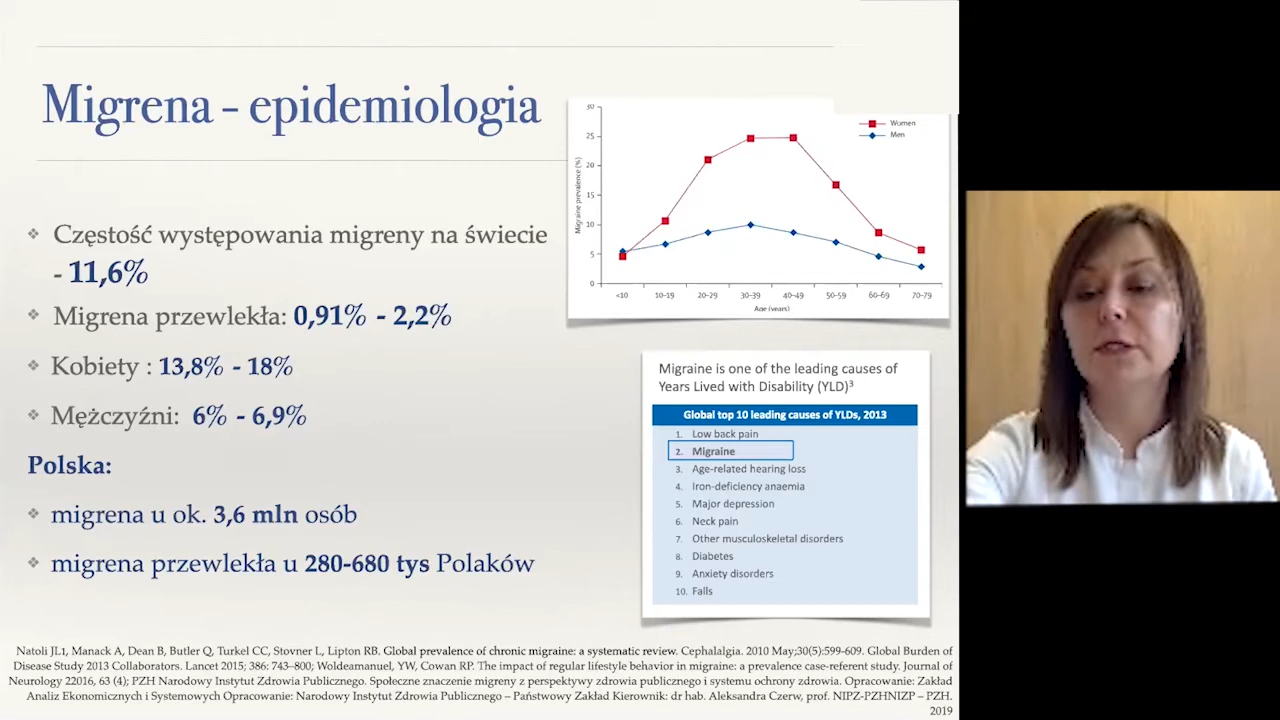 Migrena - epidemiologia
Częstość występowania migreny na świecie
- 11,6%
Migrena przewlekła: 0,91% - 2,2%
Kobiety : 13,8% - 18%
Mężczyźni: 6% - 6,9%
Polska:
migrena u ok. 3,6 mln osób
migrena przewlekła u 280-680 tys Polaków
30
25
20
15
10
5
0
Migraine prevalence (%)
<10 10–19 20–29 30–39 40–49 50–59 60–69 70–79
Age (years)
Women
Men
Migraine is one of the leading causes of
Years Lived with Disability (YLD)3
Global top 10 leading causes of YLDs, 2013
1. Low back pain
2. Migraine
3. Age-related hearing loss
4. Iron-deficiency anaemia
5. Major depression
6. Neck pain
7. Other musculoskeletal disorders
8. Diabetes
9. Anxiety disorders
10. Falls
Natoli JL1, Manack A, Dean B, Butler Q, Turkel CC, Stovner L, Lipton RB. Global prevalence of chronic migraine: a systematic review. Cephalalgia. 2010 May;30(5):599-609. Global Burden of
Disease Study 2013 Collaborators. Lancet 2015; 386: 743–800; Woldeamanuel, YW, Cowan RP. The impact of regular lifestyle behavior in migraine: a prevalence case-referent study. Journal of
Neurology 22016, 63 (4); PZH Narodowy Instytut Zdrowia Publicznego. Społeczne znaczenie migreny z perspektywy zdrowia publicznego i systemu ochrony zdrowia. Opracowanie: Zakład
Analiz Ekonomicznych i Systemowych Opracowanie: Narodowy Instytut Zdrowia Publicznego – Państwowy Zakład Kierownik: dr hab. Aleksandra Czerw, prof. NIPZ-PZHNIZP – PZH.
2019